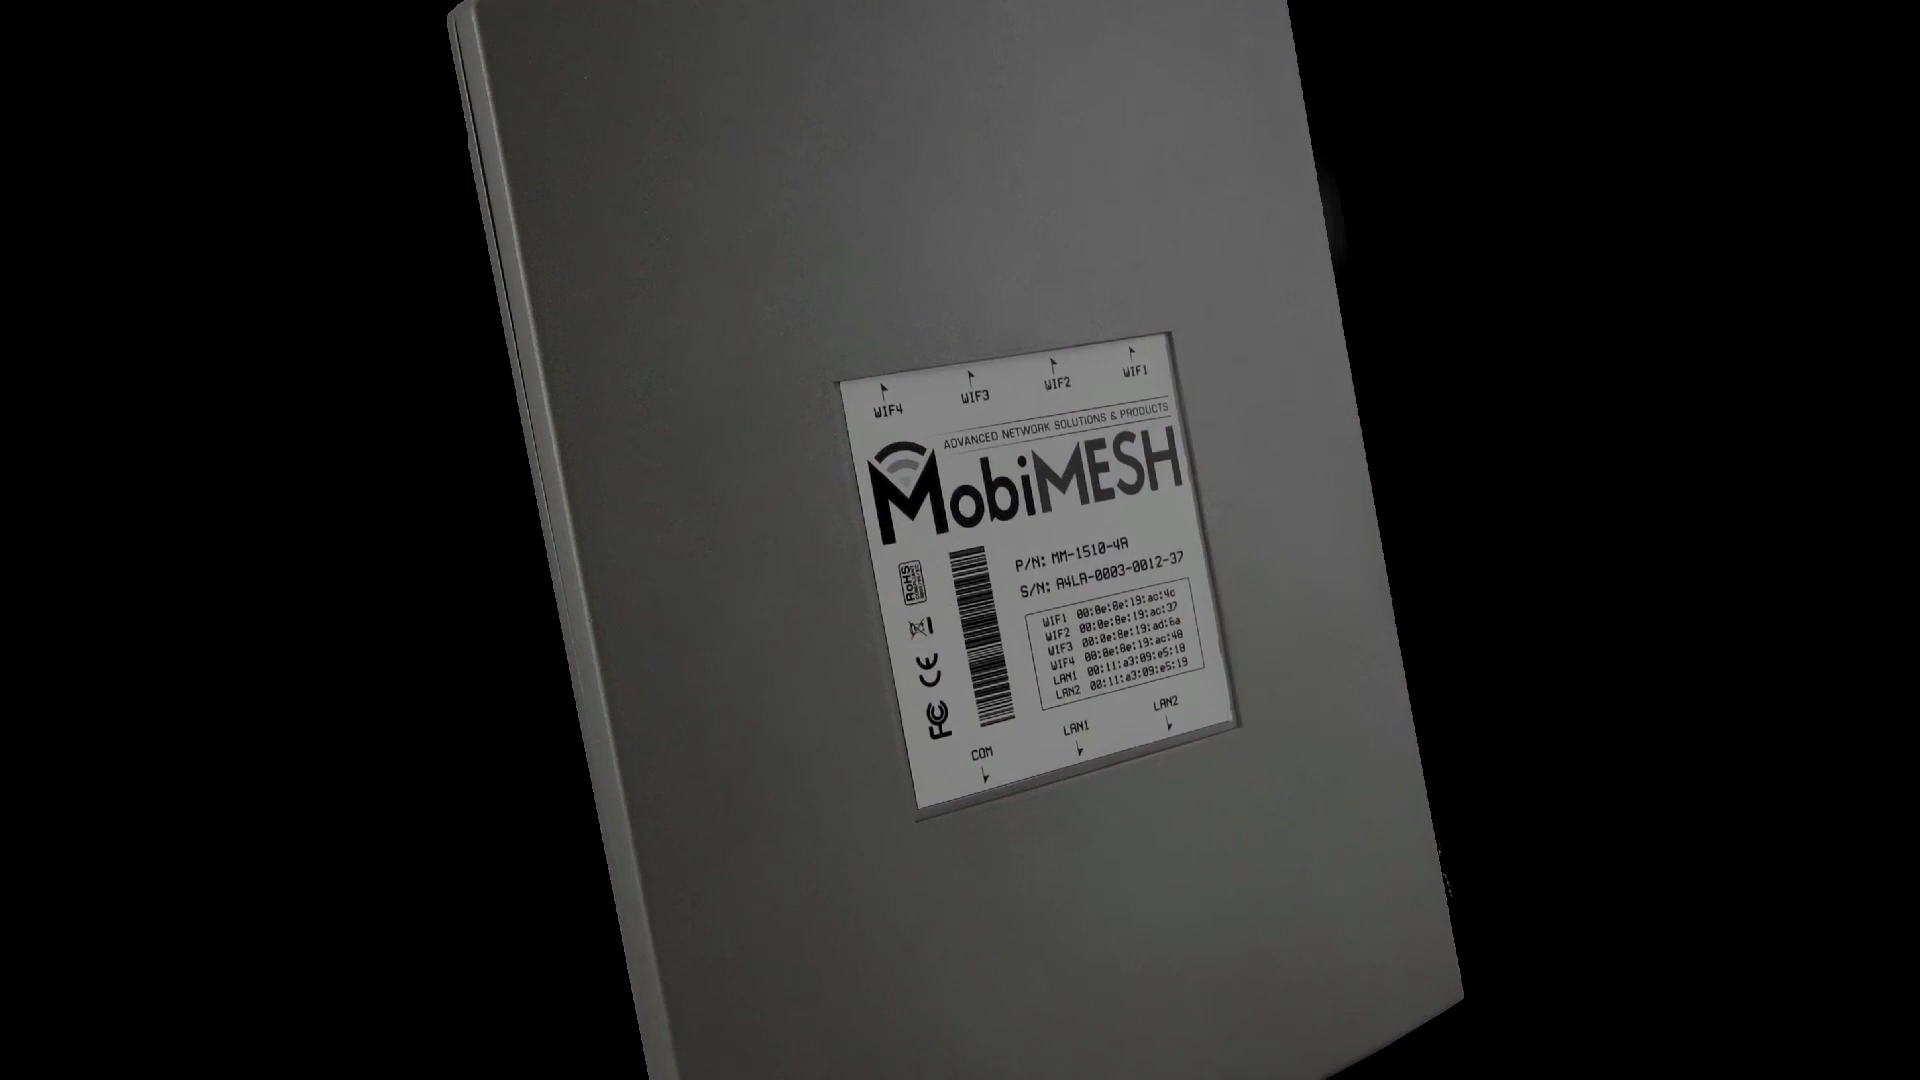 WIF4 WIF3 WIF2 WIF1
ADVANCED NETWORK SOLUTIONS & PRODUCTS
MobiMESH
P/N: MM-1510-4A
S/N: A4LA-0003-0012-37
RoHS
WIF1 00:0e:8e:19:ac:4c
WIF2 00:0e:8e:19:ac:37
WIF3 00:0e:8e:19:ad:6a
WIF4 00:0e:8e:19:ac:48
LAN1 00:11:a3:09:e5:18
LAN2 00:11:a3:09:e5:19
CE
FC
COM LAN1 LAN2